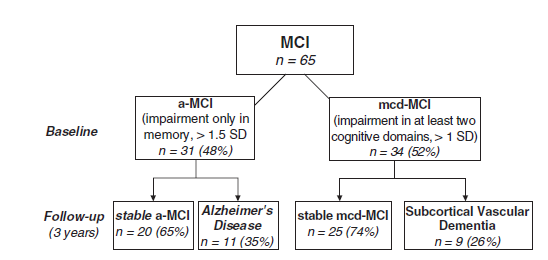 MCI
n = 65
Baseline
a-MCI
(impairment only in
memory, > 1.5 SD
n = 31 (48%)
mcd-MCI
(impairment in at least two
cognitive domains, > 1 SD)
n = 34 (52%)
Follow-up
(3 years)
stable a-MCI
n = 20 (65%)
Alzheimer's
Disease
n = 11 (35%)
stable mcd-MCI
n = 25 (74%)
Subcortical Vascular
Dementia
n = 9 (26%)